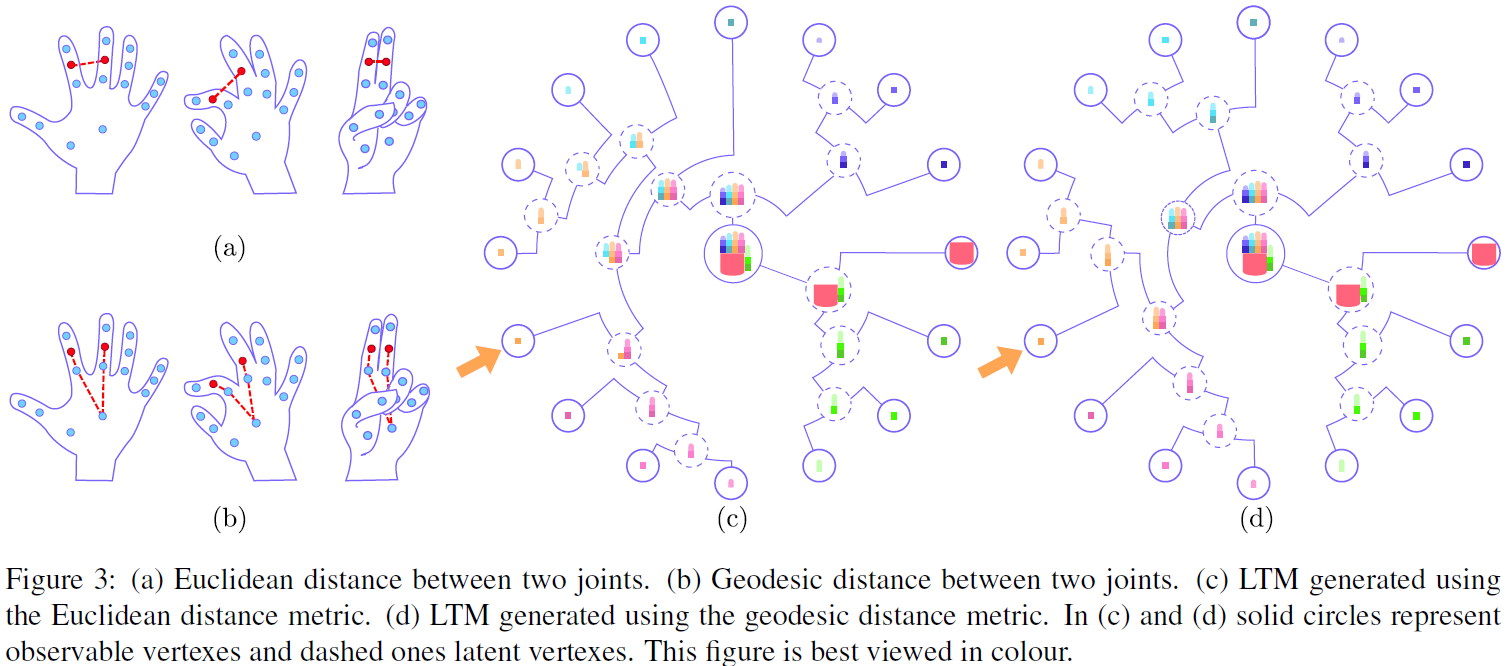 (a)
(b)
(c)
(d)
Figure 3: (a) Euclidean distance between two joints. (b) Geodesic distance between two joints. (c) LTM generated using
the Euclidean distance metric. (d) LTM generated using the geodesic distance metric. In (c) and (d) solid circles represent
observable vertexes and dashed ones latent vertexes. This figure is best viewed in colour.